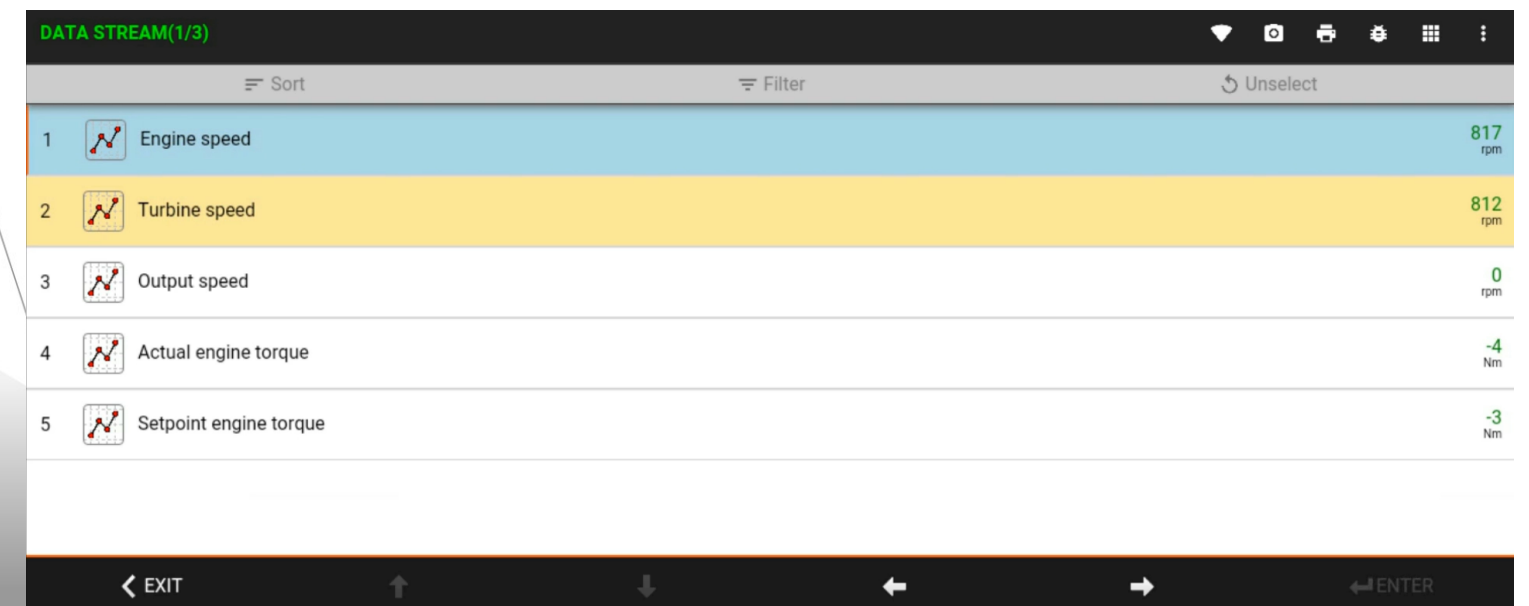 DATA STREAM(1/3)
Sort Filter Unselect
1 Engine speed 817
rpm
2 Turbine speed 812
rpm
3 Output speed 0
rpm
4 Actual engine torque -4
Nm
5 Setpoint engine torque -3
Nm
EXIT ENTER